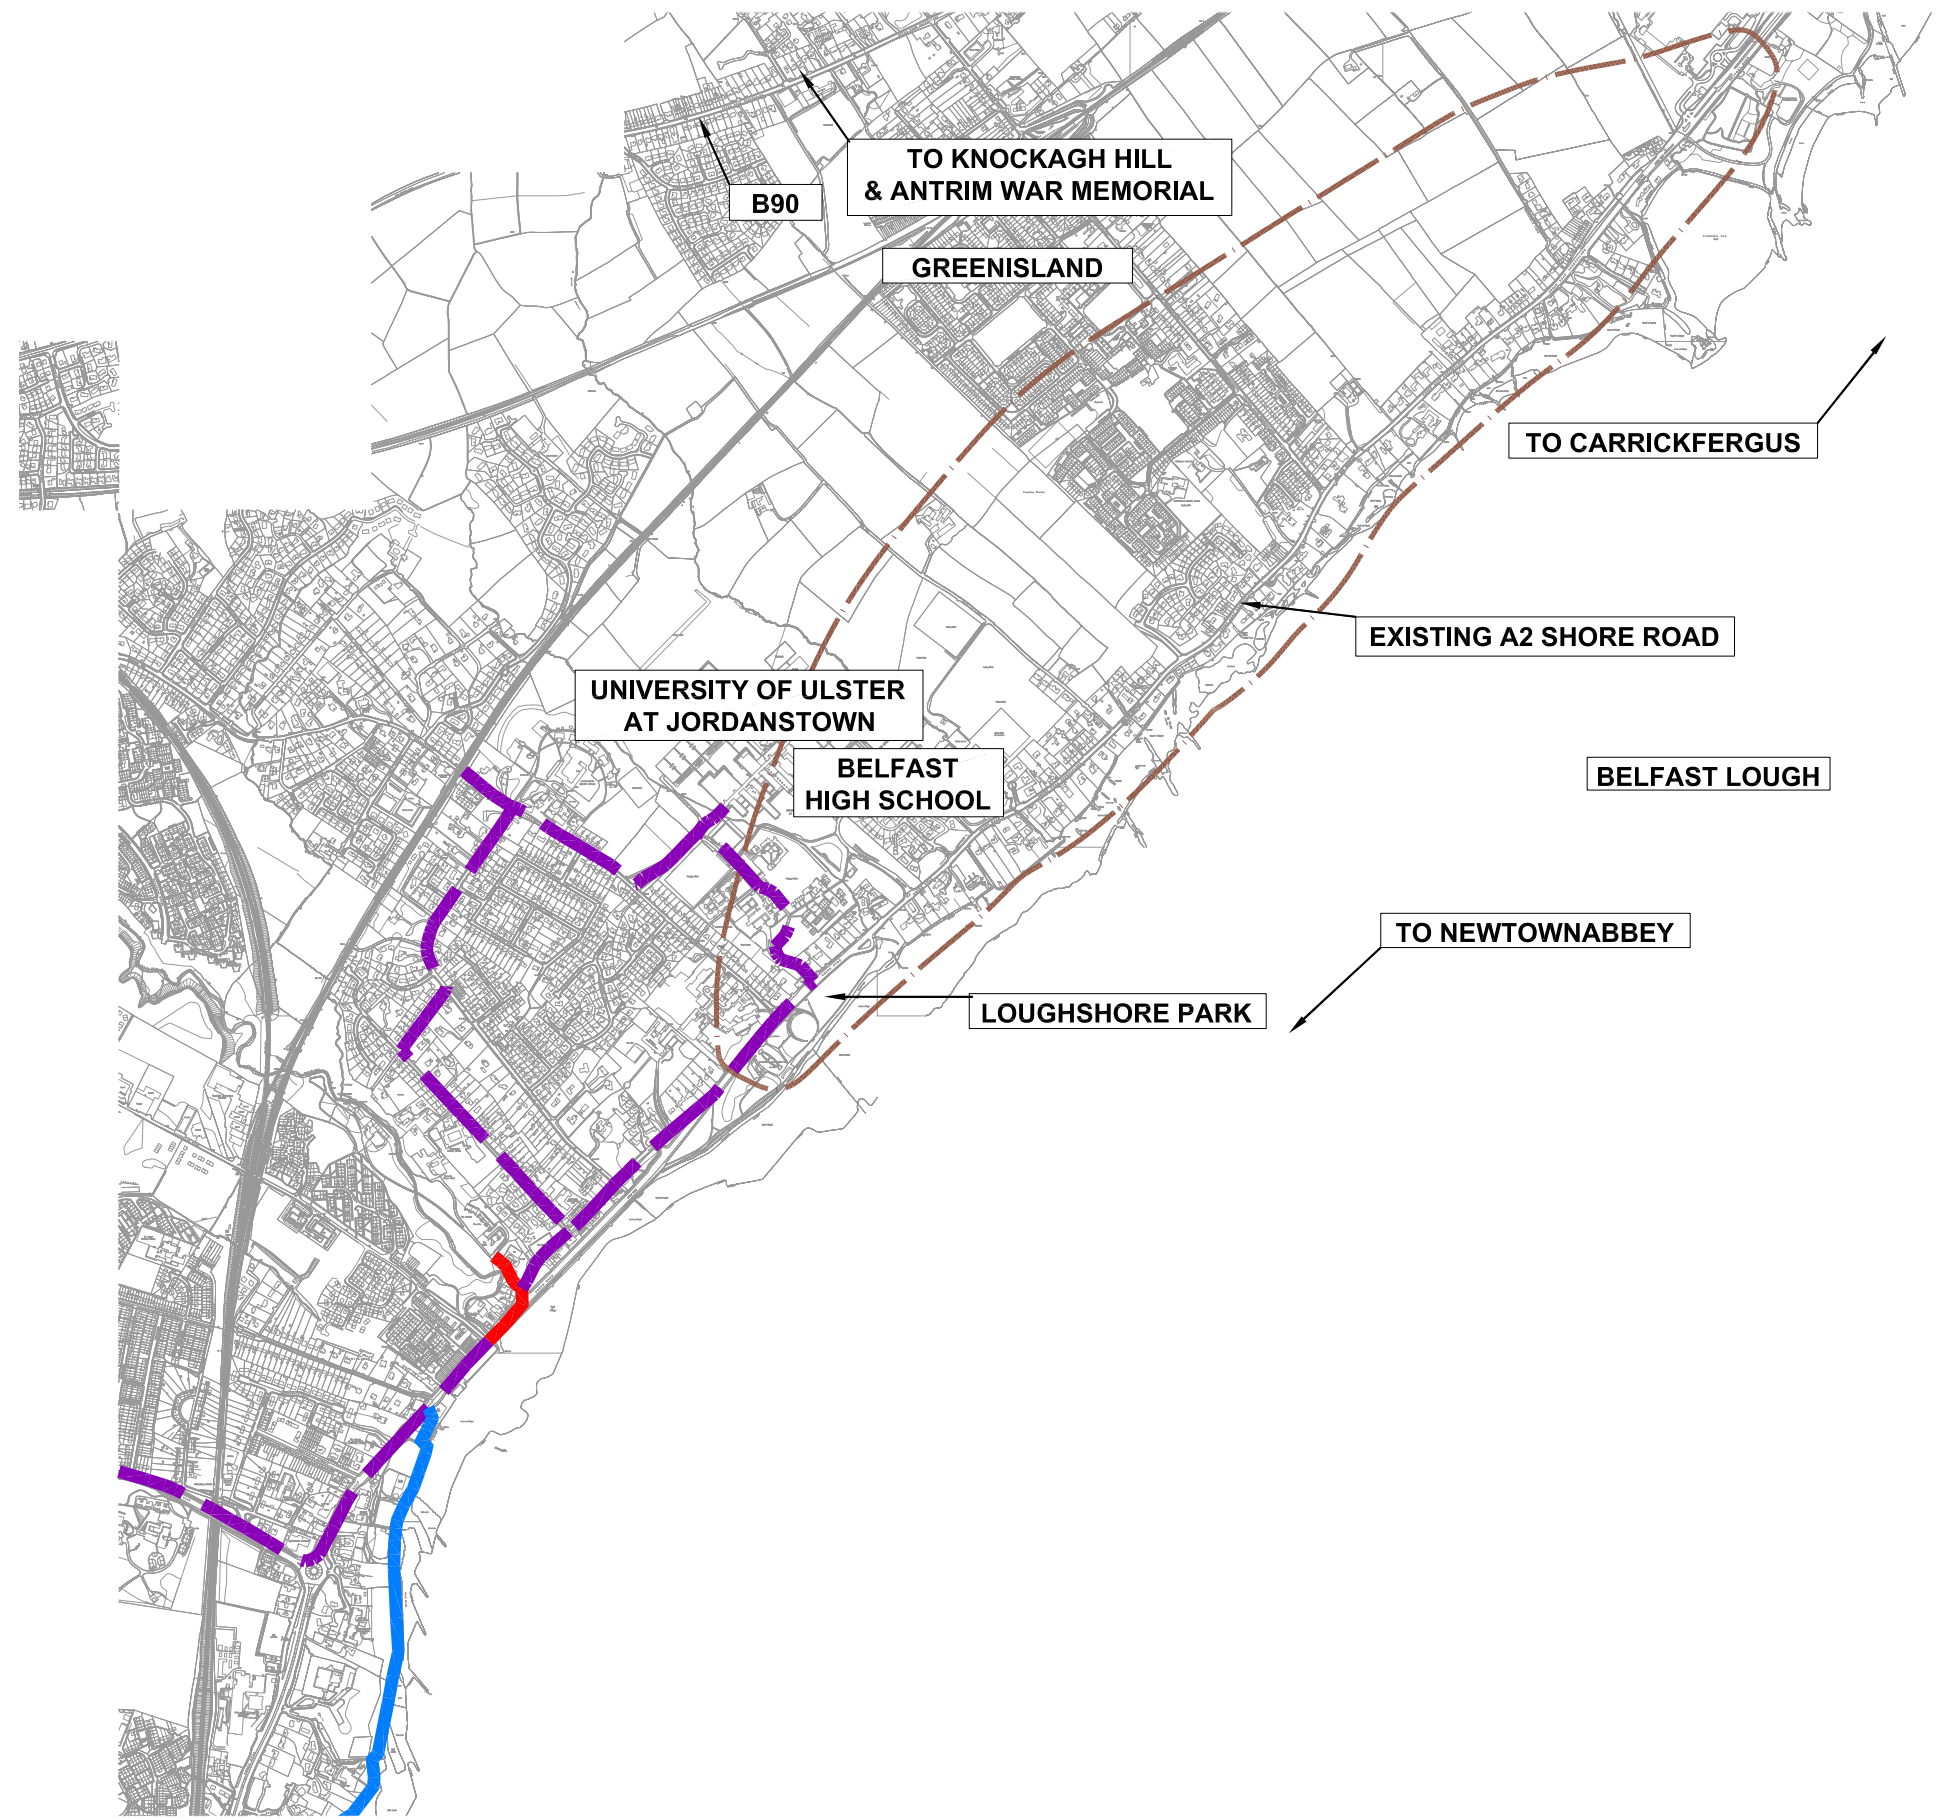 TO KNOCKAGH HILL
& ANTRIM WAR MEMORIAL
B90
GREENISLAND
TO CARRICKFERGUS
EXISTING A2 SHORE ROAD
UNIVERSITY OF ULSTER
AT JORDANSTOWN
BELFAST
HIGH SCHOOL
BELFAST LOUGH
TO NEWTOWNABBEY
LOUGHSHORE PARK